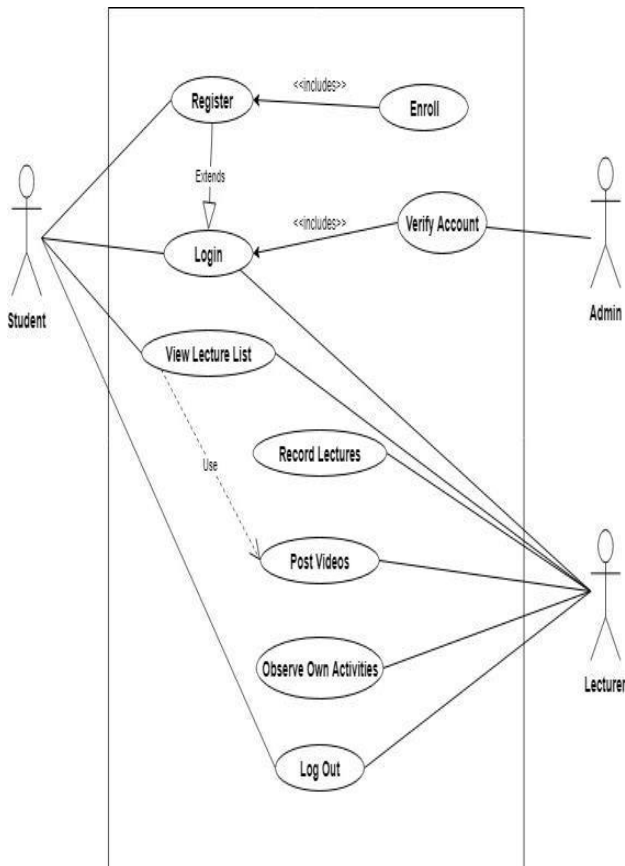 Register
<<includes>>
Enroll
Extends
<<includes>>
Verify Account
Login
Student
Admin
View Lecture List
Record Lectures
Use
Post Videos
Observe Own Activities
Lecturer
Log Out